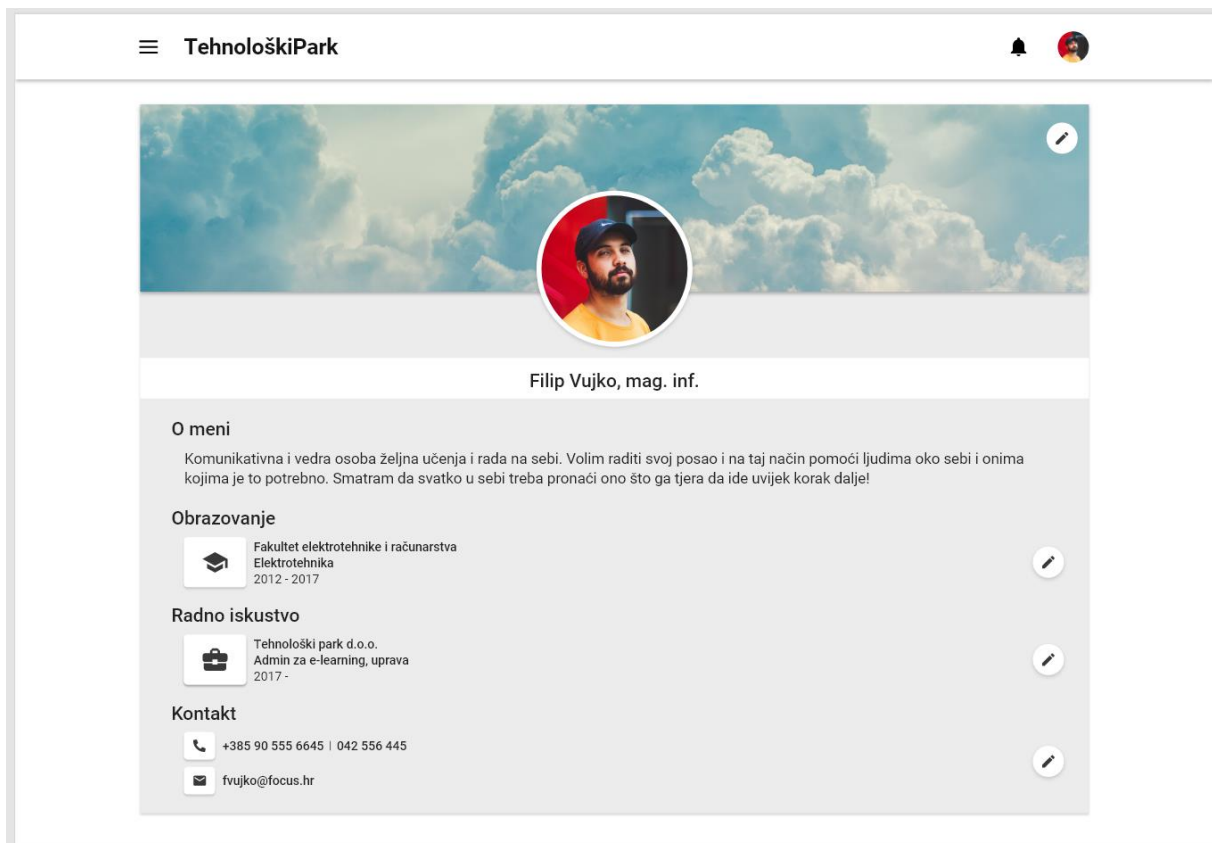 TehnološkiPark
Filip Vujko, mag. inf.
O meni
Komunikativna i vedra osoba željna učenja i rada na sebi. Volim raditi svoj posao i na taj način pomoći ljudima oko sebi i onima
kojima je to potrebno. Smatram da svatko u sebi treba pronaći ono što ga tjera da ide uvijek korak dalje!
Obrazovanje
Fakultet elektrotehnike i računarstva
Elektrotehnika
2012 - 2017
Radno iskustvo
Tehnološki park d.o.o.
Admin za e-learning, uprava
2017 -
Kontakt
+385 90 555 6645 | 042 556 445
fvujko@focus.hr